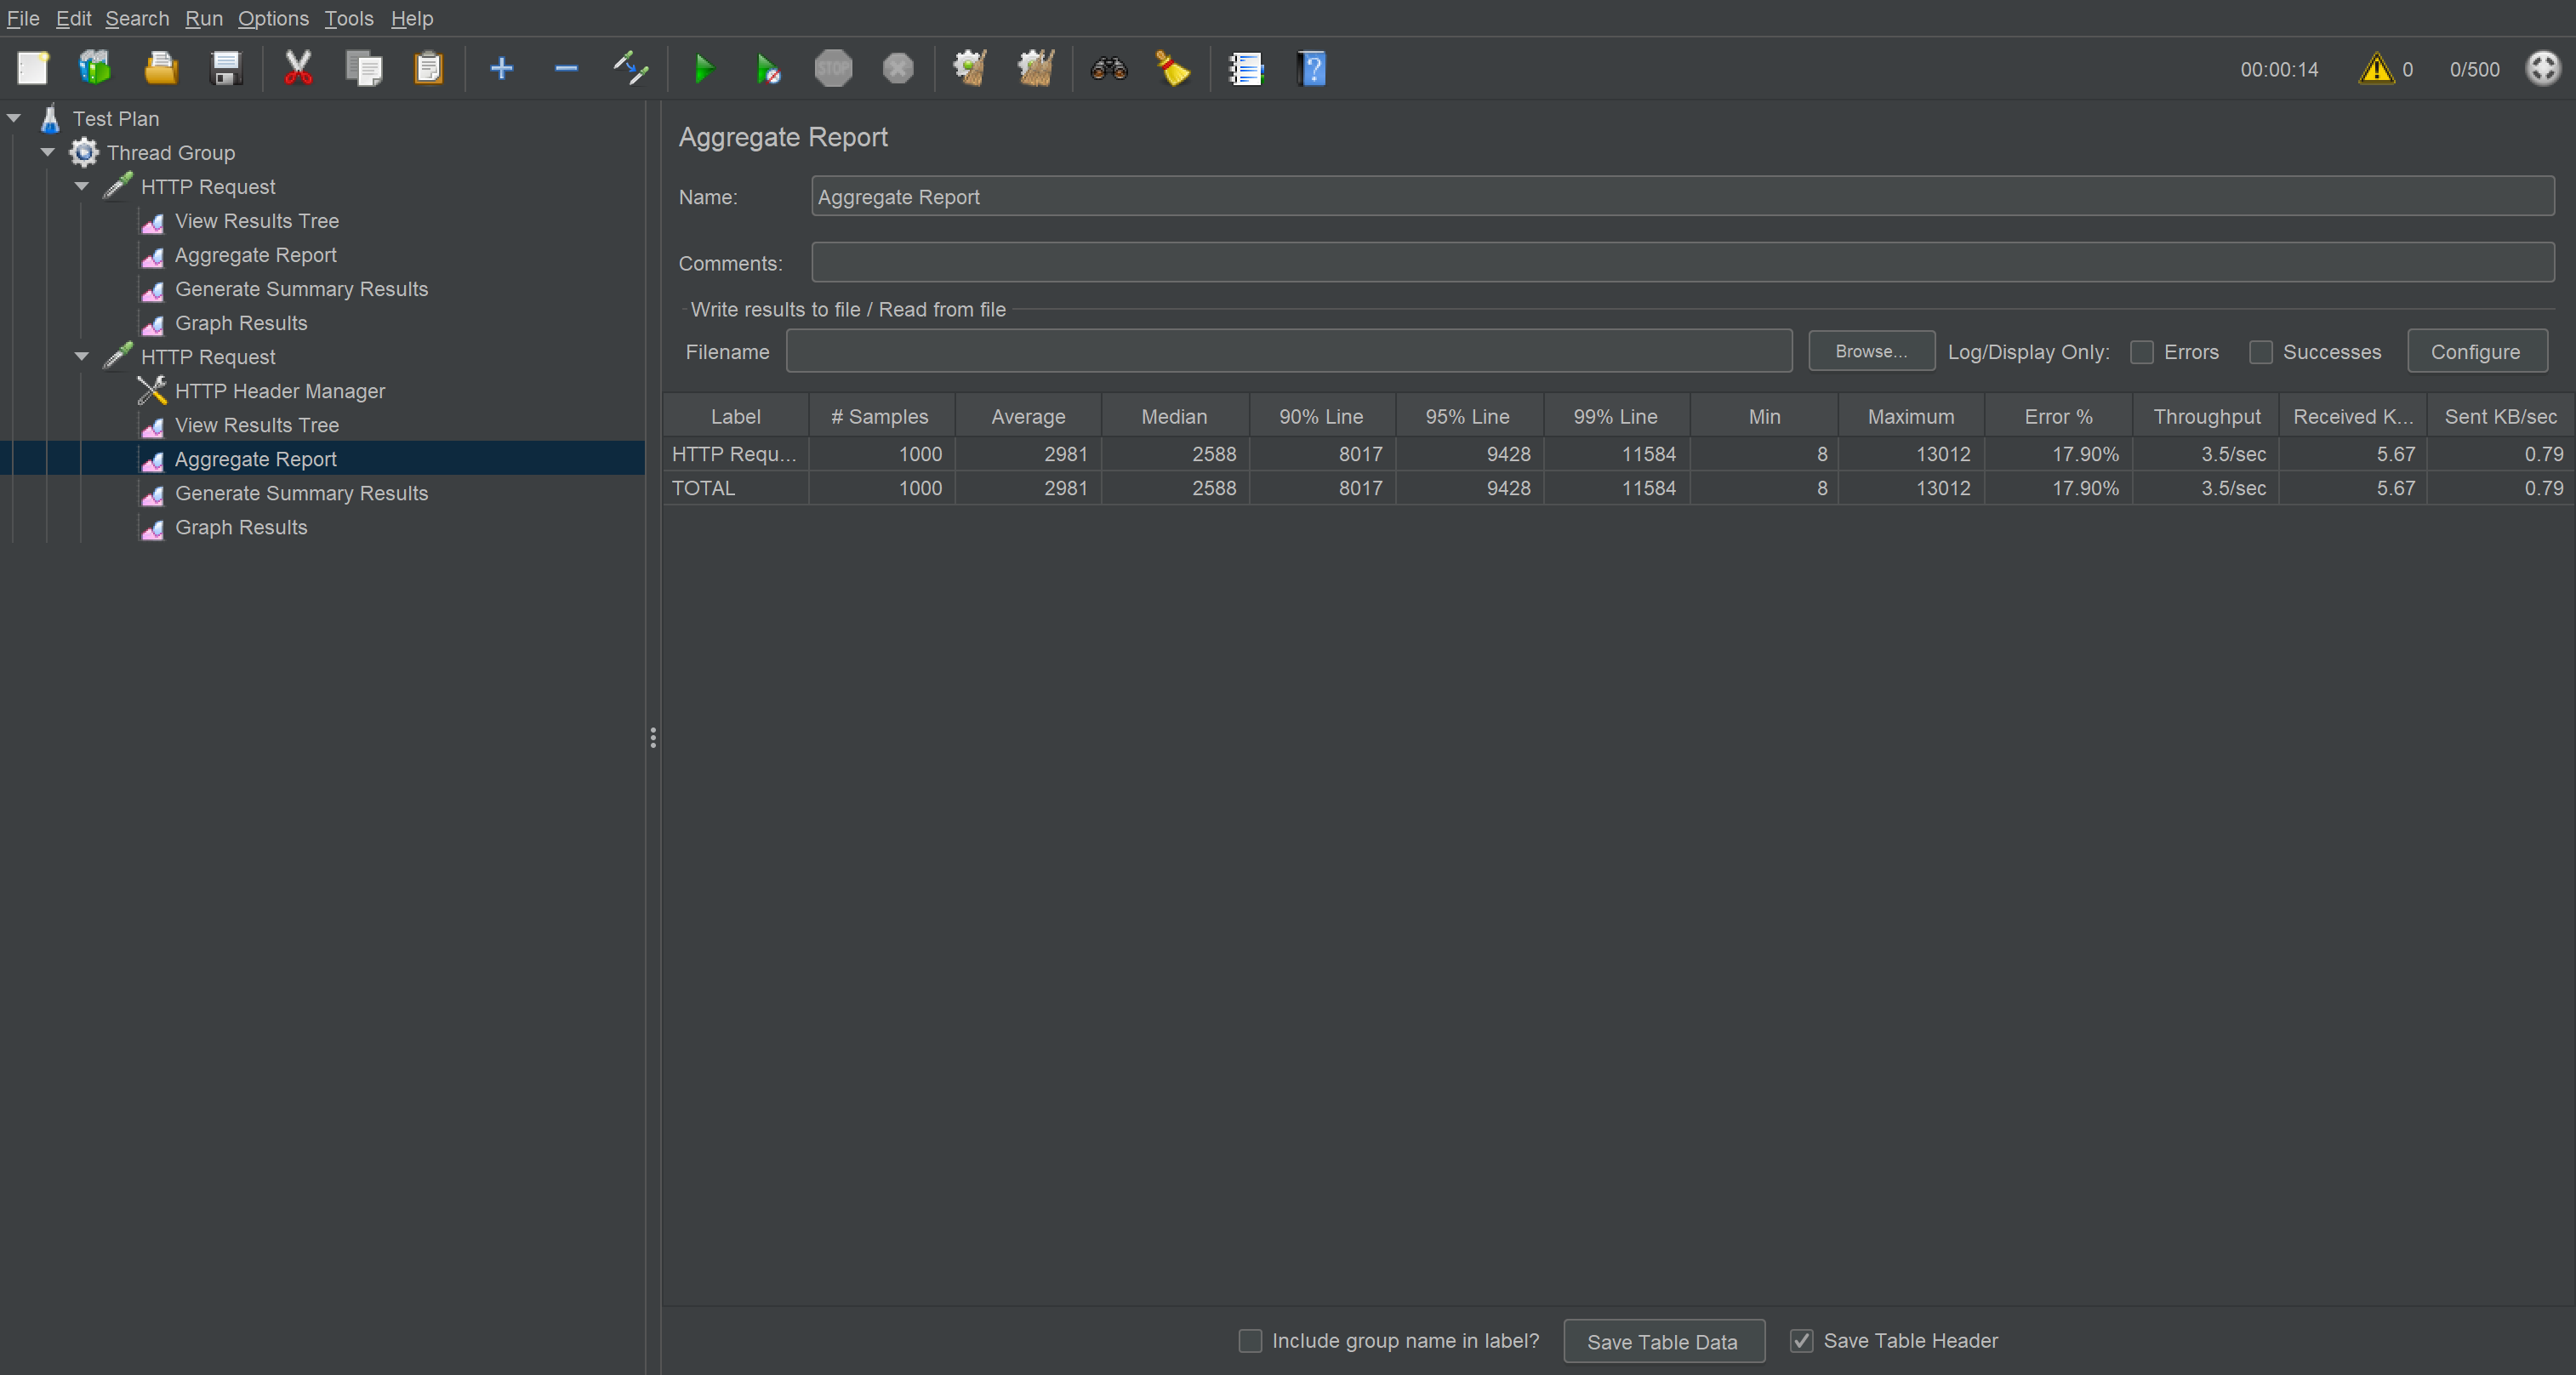 File Edit Search Run Options Tools Help
STOP
00:00:14 0 0/500
Test Plan
Thread Group
HTTP Request
View Results Tree
Aggregate Report
Generate Summary Results
Graph Results
HTTP Request
HTTP Header Manager
View Results Tree
Aggregate Report
Generate Summary Results
Graph Results
Aggregate Report
Name: Aggregate Report
Comments:
Write results to file / Read from file
Filename Browse... Log/Display Only: Errors Successes Configure
Label # Samples Average Median 90% Line 95% Line 99% Line Min Maximum Error % Throughput Received K... Sent KB/sec
HTTP Requ... 1000 2981 2588 8017 9428 11584 8 13012 17.90% 3.5/sec 5.67 0.79
TOTAL 1000 2981 2588 8017 9428 11584 8 13012 17.90% 3.5/sec 5.67 0.79
Include group name in label? Save Table Data Save Table Header